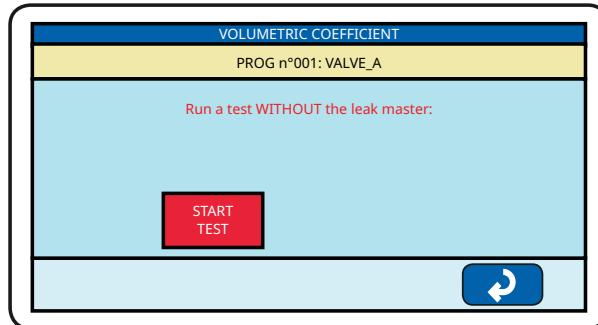 VOLUMETRIC COEFFICIENT
PROG n°001: VALVE_A
Run a test WITHOUT the leak master:
START
TEST